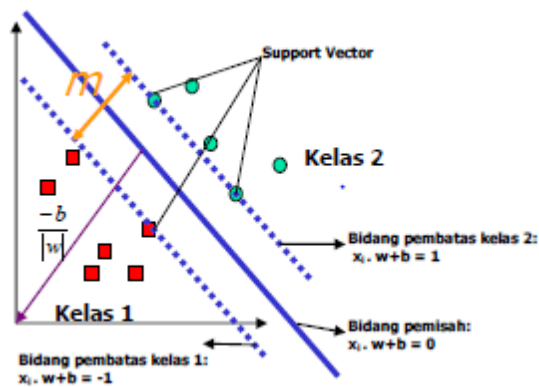 Support Vector
m
Kelas 2
-b
|w|
Bidang pembatas kelas 2:
xᵢ. w+b = 1
Kelas 1
Bidang pemisah:
xᵢ. w+b = 0
Bidang pembatas kelas 1:
xᵢ. w+b = -1